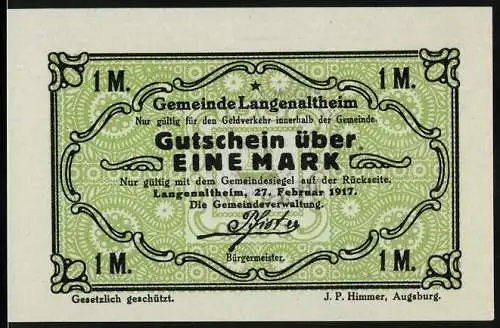 1 M. 1 M.
Gemeinde Langenaltheim
Nur gültig für den Geldverkehr innerhalb der Gemeinde.
Gutschein über
EINE MARK
Nur gültig mit dem Gemeindesiegel auf der Rückseite.
Langenaltheim, 27. Februar 1917.
Die Gemeindeverwaltung.
Bürgermeister.
1 M. 1 M.
Gesetzlich geschützt. J. P. Himmer, Augsburg.